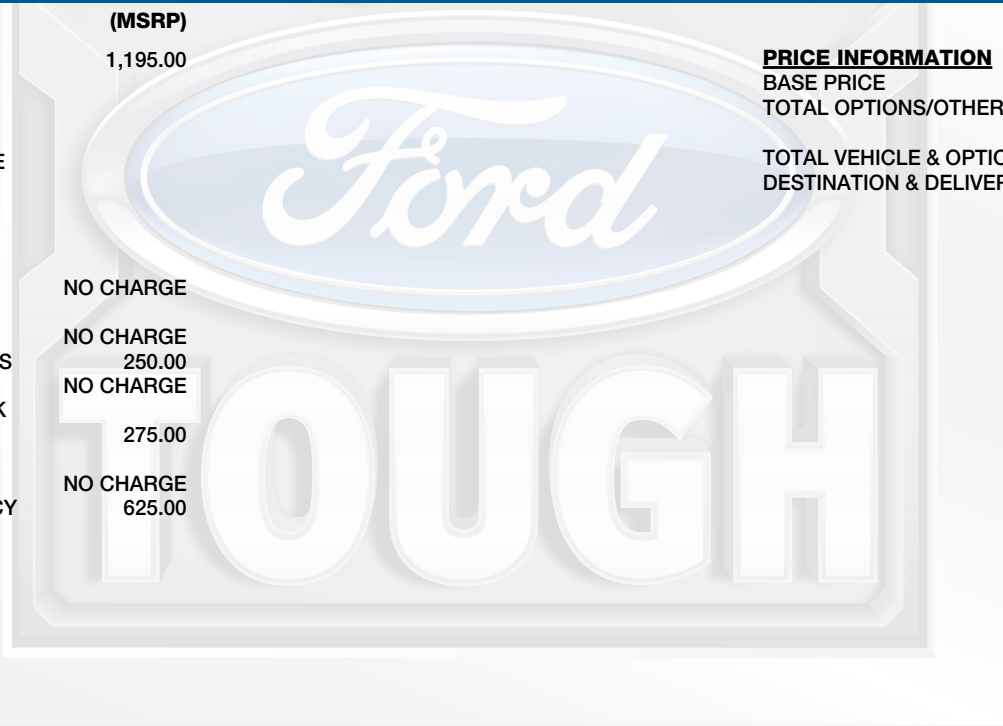 (MSRP)
1,195.00
PRICE INFORMATION
BASE PRICE
TOTAL OPTIONS/OTHER
TOTAL VEHICLE & OPTIO
DESTINATION & DELIVER
E
NO CHARGE
NO CHARGE
S 250.00
NO CHARGE
K
275.00
NO CHARGE
CY 625.00
Ford
TOUGH